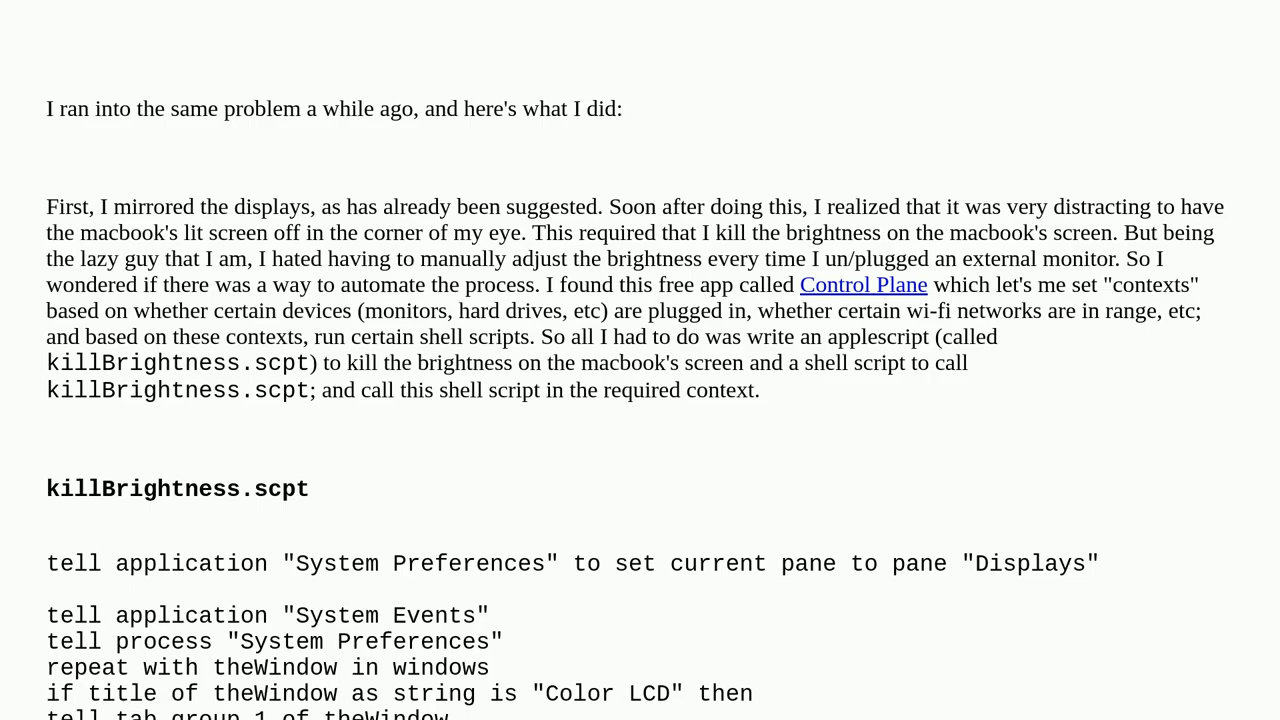 I ran into the same problem a while ago, and here's what I did:
First, I mirrored the displays, as has already been suggested. Soon after doing this, I realized that it was very distracting to have
the macbook's lit screen off in the corner of my eye. This required that I kill the brightness on the macbook's screen. But being
the lazy guy that I am, I hated having to manually adjust the brightness every time I un/plugged an external monitor. So I
wondered if there was a way to automate the process. I found this free app called Control Plane which let's me set "contexts"
based on whether certain devices (monitors, hard drives, etc) are plugged in, whether certain wi-fi networks are in range, etc;
and based on these contexts, run certain shell scripts. So all I had to do was write an applescript (called
killBrightness.scpt) to kill the brightness on the macbook's screen and a shell script to call
killBrightness.scpt; and call this shell script in the required context.
killBrightness.scpt
tell application "System Preferences" to set current pane to pane "Displays"
tell application "System Events"
tell process "System Preferences"
repeat with theWindow in windows
if title of theWindow as string is "Color LCD" then
tell tab group 1 of theWindow